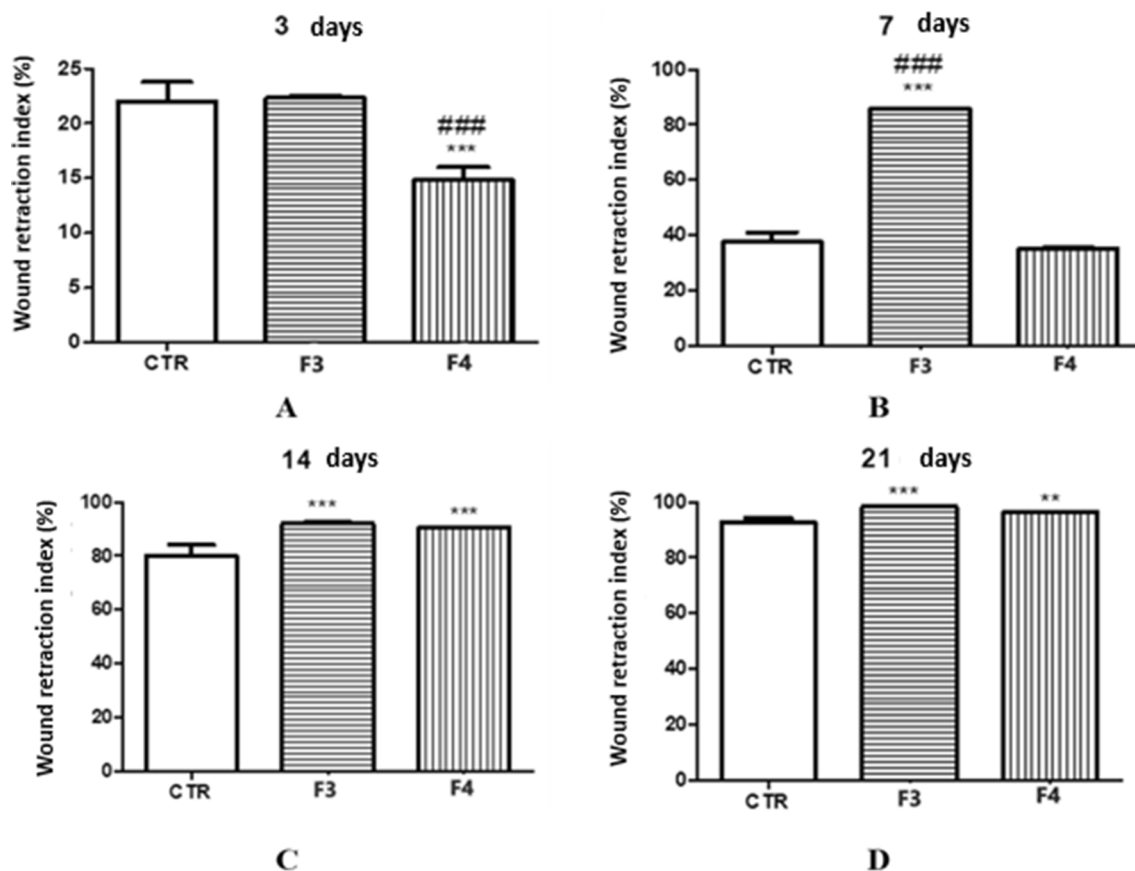 3 days
Wound retraction index (%)
25
20
15
10
5
0
###
***
CTR
F3
F4
A
7 days
Wound retraction index (%)
100
80
60
40
20
0
###
***
CTR
F3
F4
B
14 days
Wound retraction index (%)
100
80
60
40
20
0
***
***
CTR
F3
F4
C
21 days
Wound retraction index (%)
100
80
60
40
20
0
***
**
CTR
F3
F4
D